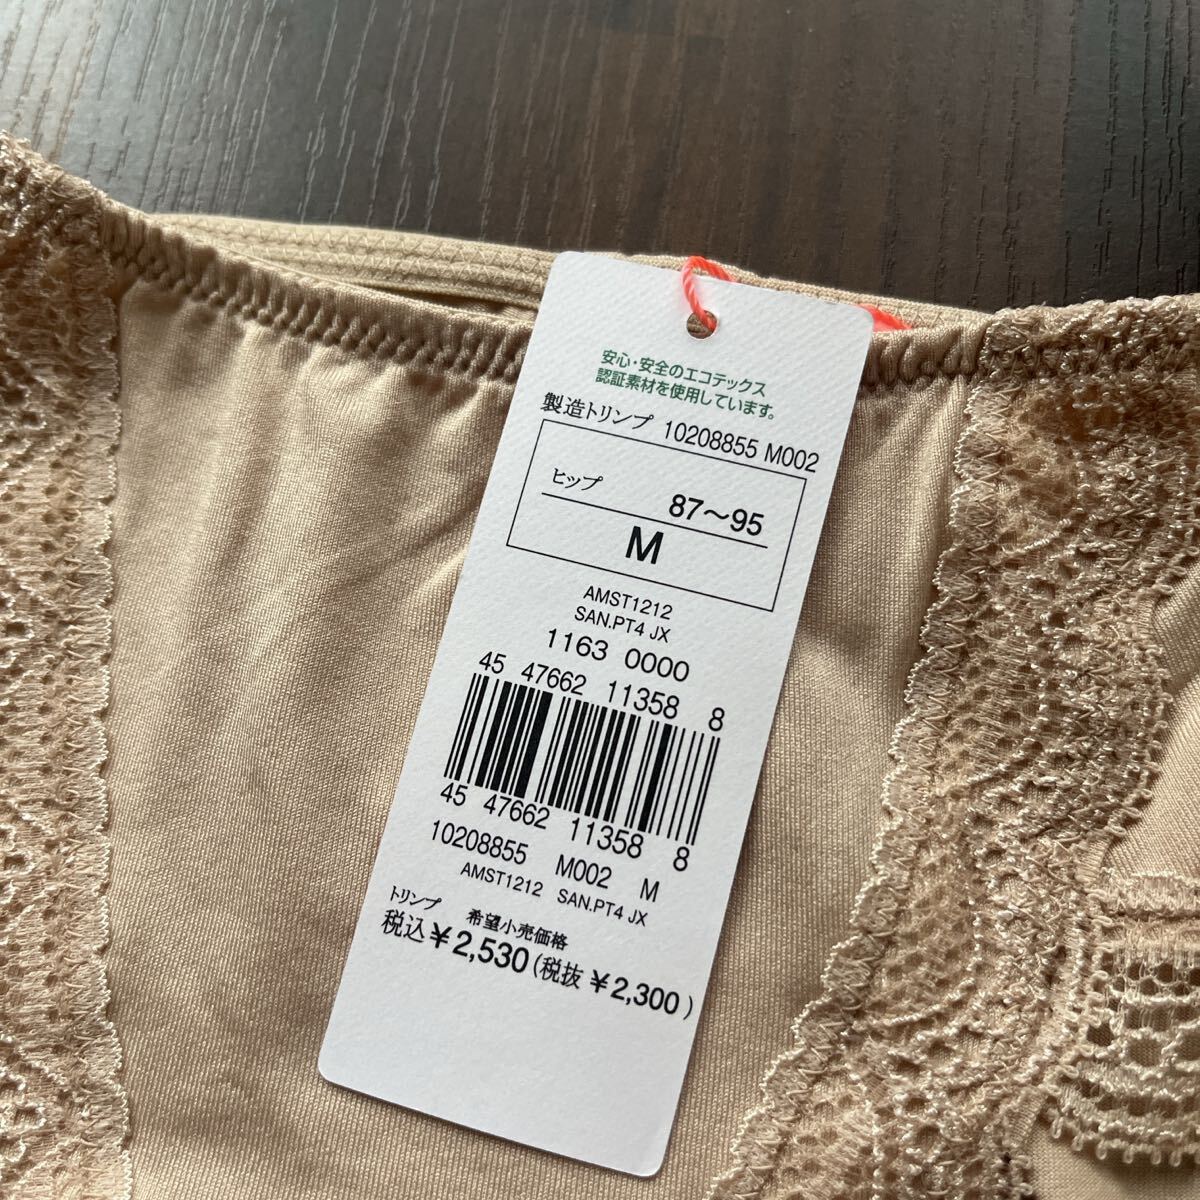 安心・安全のエコテックス
認証素材を使用しています。
製造トリンプ 10208855 M002
ヒップ 87～95
M
AMST1212
SAN.PT4 JX
1163 0000
45 47662 11358 8
45 47662 11358 8
10208855 M002 M
AMST1212 SAN.PT4 JX
トリンプ 希望小売価格
税込￥2,530(税抜￥2,300)